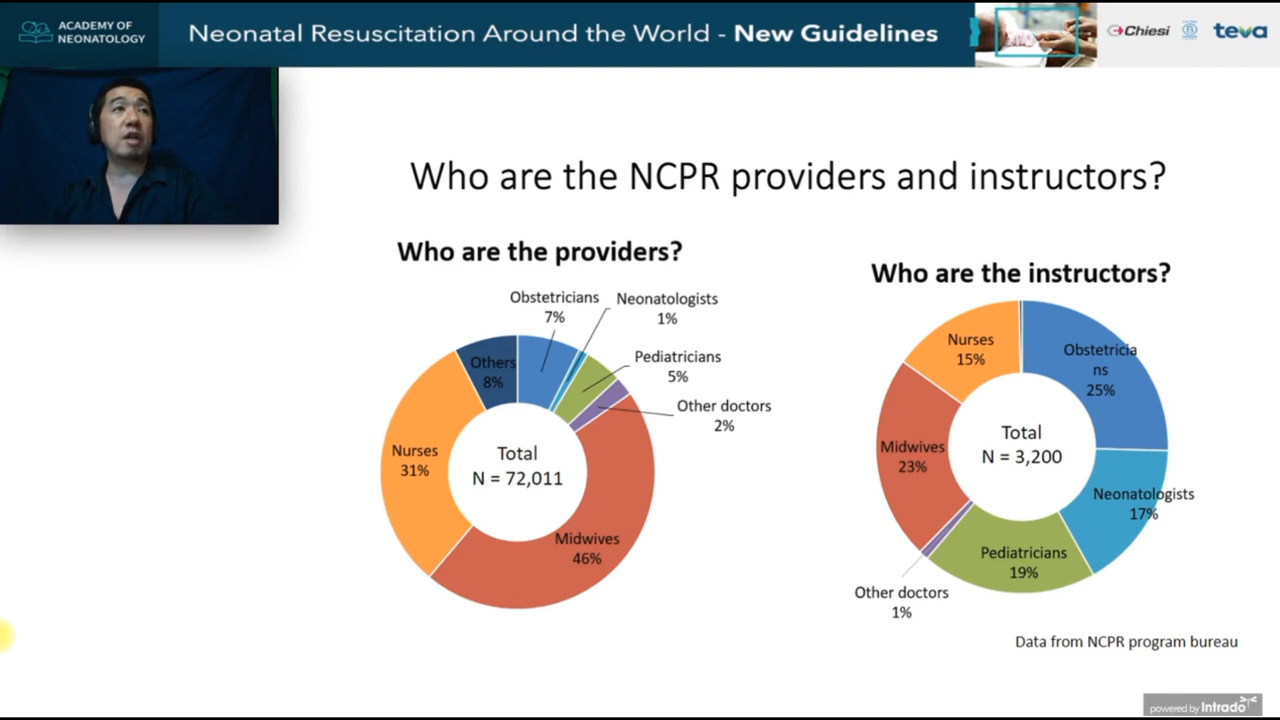 ACADEMY OF
NEONATOLOGY
Neonatal Resuscitation Around the World - New Guidelines
Chiesi
teva
Who are the NCPR providers and instructors?
Who are the providers?
Obstetricians
7%
Neonatologists
1%
Pediatricians
5%
Other doctors
2%
Midwives
46%
Nurses
31%
Others
8%
Total
N = 72,011
Who are the instructors?
Obstetricia
ns
25%
Neonatologists
17%
Pediatricians
19%
Other doctors
1%
Midwives
23%
Nurses
15%
Total
N = 3,200
Data from NCPR program bureau
powered by Intrado